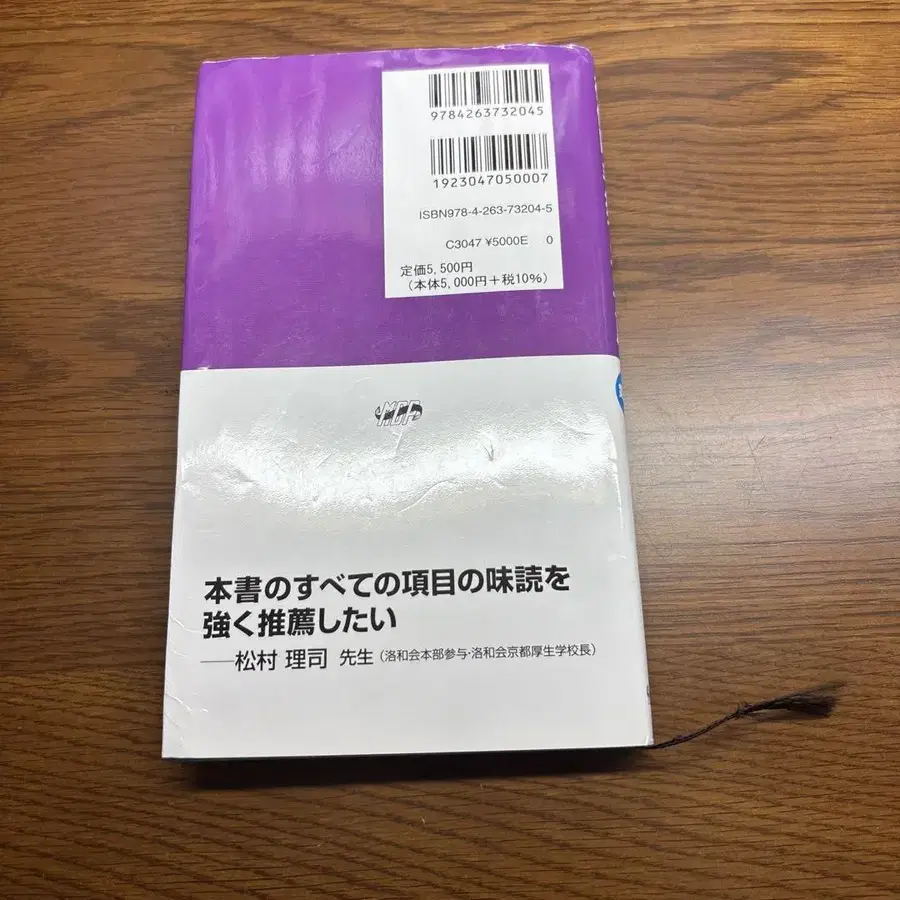 9784263732045
1923047050007
ISBN978-4-263-73204-5
C3047 ¥5000E 0
定価5,500円
(本体5,000円+税10%)
本書のすべての項目の味読を
強く推薦したい
──松村 理司 先生(洛和会本部参与・洛和会京都厚生学校長)